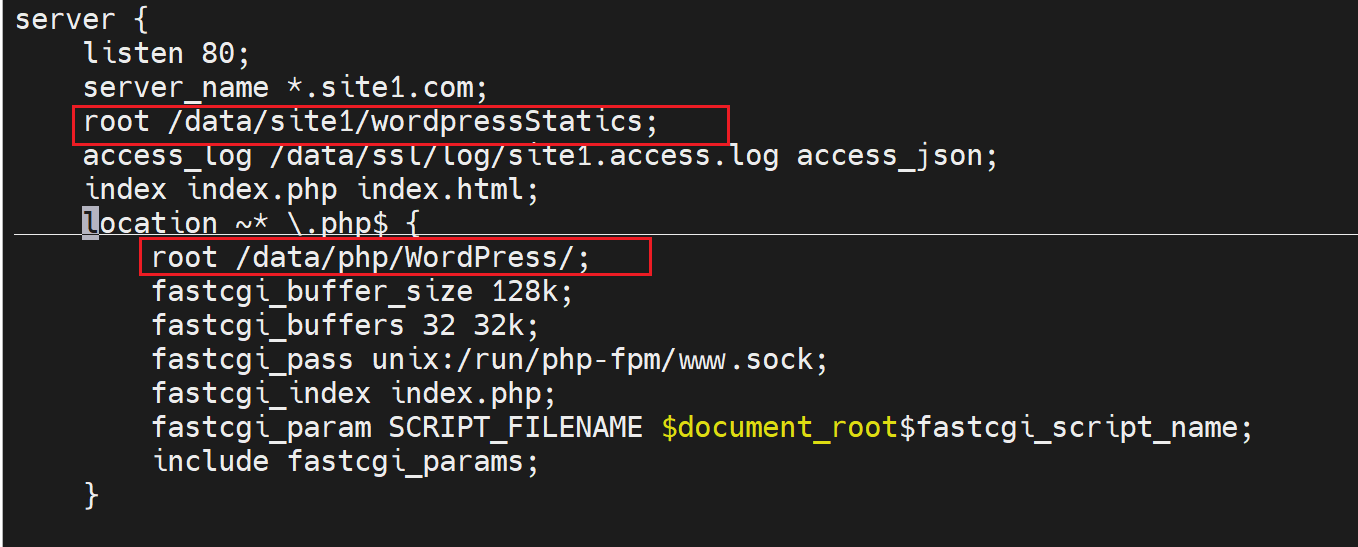 server {
listen 80;
server_name *.site1.com;
root /data/site1/wordpressStatics;
access_log /data/ssl/log/site1.access.log access_json;
index index.php index.html;
location ~* \.php$ {
root /data/php/WordPress/;
fastcgi_buffer_size 128k;
fastcgi_buffers 32 32k;
fastcgi_pass unix:/run/php-fpm/www.sock;
fastcgi_index index.php;
fastcgi_param SCRIPT_FILENAME $document_root$fastcgi_script_name;
include fastcgi_params;
}